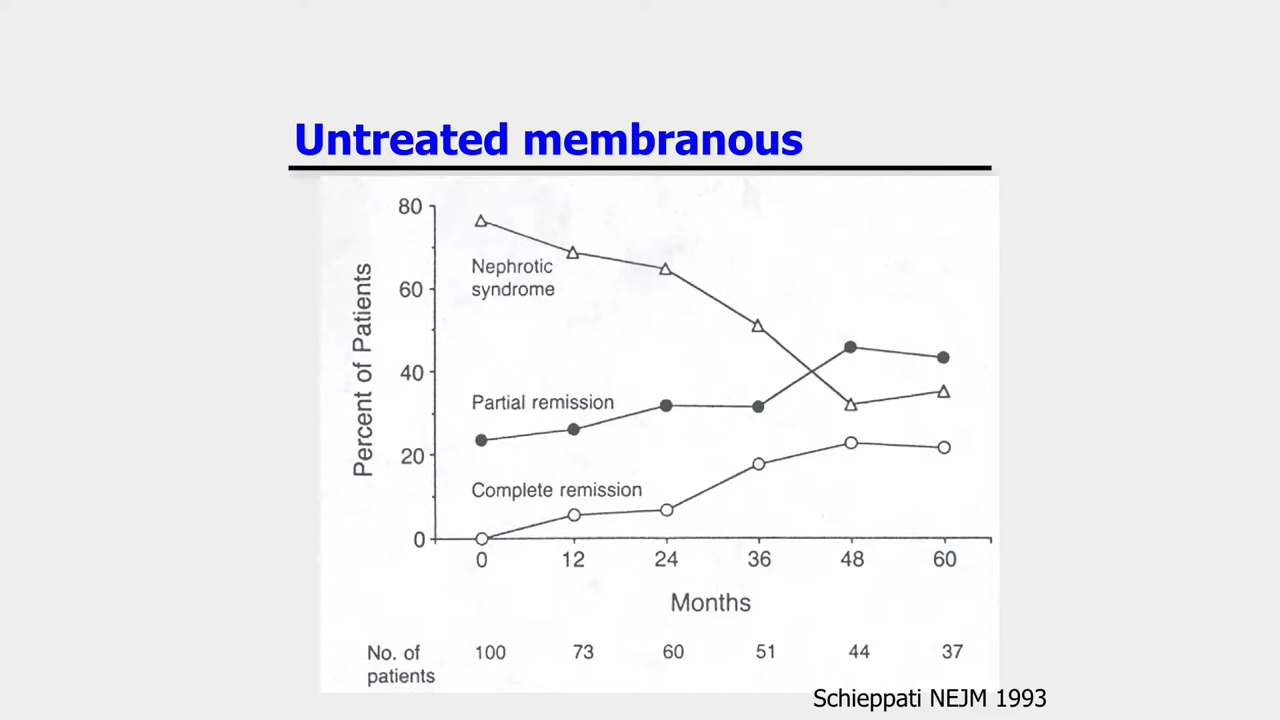 Untreated membranous
80
60
40
20
0
Percent of Patients
Nephrotic
syndrome
Partial remission
Complete remission
0 12 24 36 48 60
Months
No. of 100 73 60 51 44 37
patients
Schieppati NEJM 1993